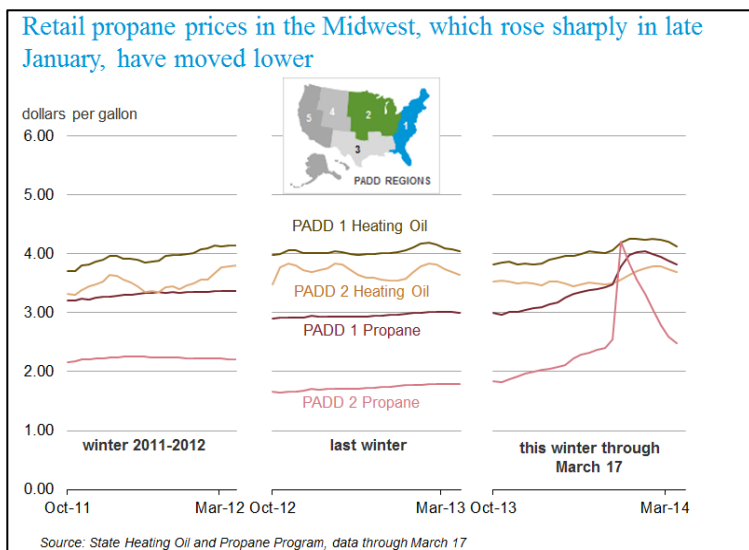 Retail propane prices in the Midwest, which rose sharply in late
January, have moved lower
dollars per gallon
6.00
5.00
4.00
3.00
2.00
1.00
0.00
5
4
2
1
3
PADD REGIONS
PADD 1 Heating Oil
PADD 2 Heating Oil
PADD 1 Propane
PADD 2 Propane
winter 2011-2012
last winter
this winter through
March 17
Oct-11
Mar-12
Oct-12
Mar-13
Oct-13
Mar-14
Source: State Heating Oil and Propane Program, data through March 17